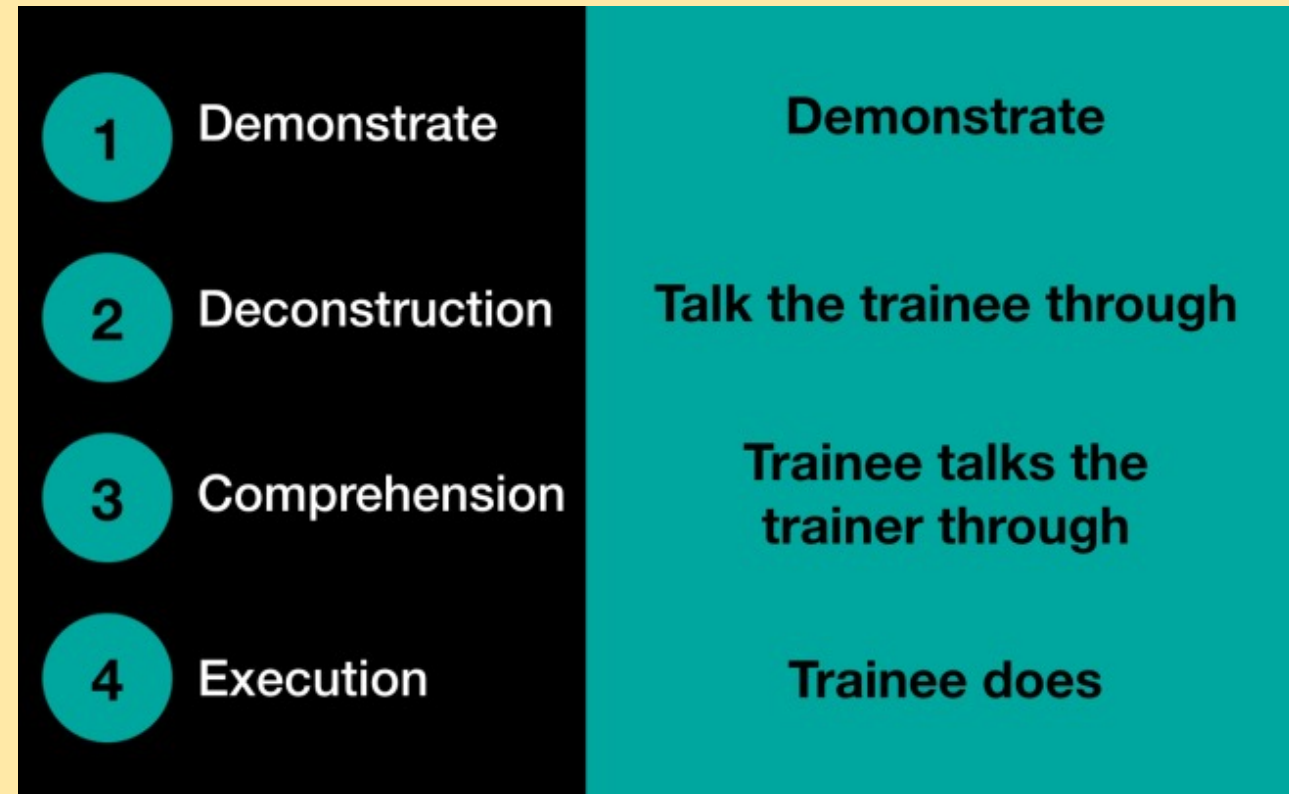 1 Demonstrate Demonstrate
2 Deconstruction Talk the trainee through
3 Comprehension Trainee talks the
trainer through
4 Execution Trainee does